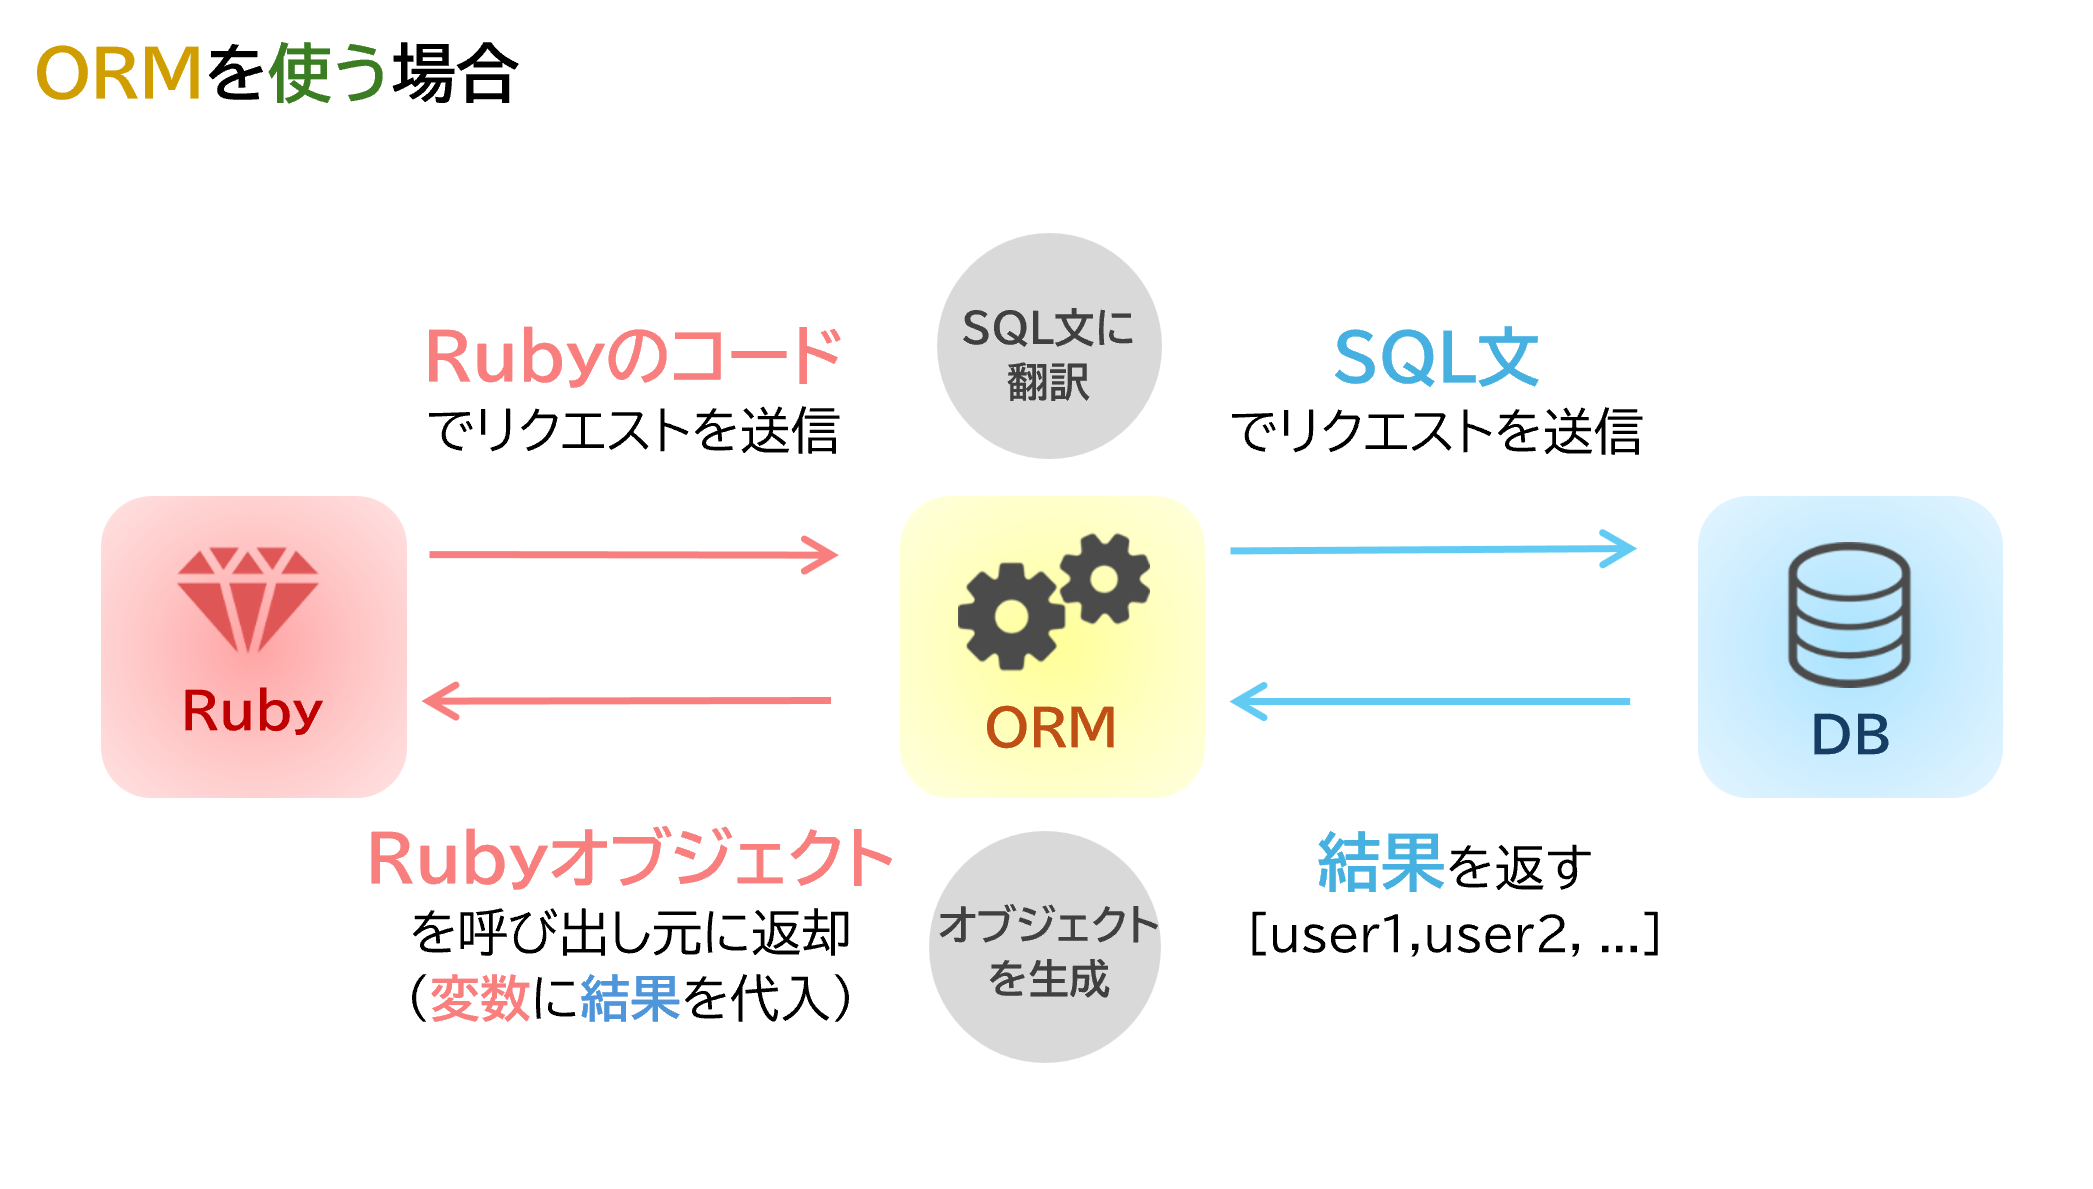 ORMを使う場合
SQL文に
翻訳
Rubyのコード
でリクエストを送信
SQL文
でリクエストを送信
Ruby
ORM
DB
Rubyオブジェクト
を呼び出し元に返却
（変数に結果を代入）
オブジェクト
を生成
結果を返す
[user1,user2, ...]